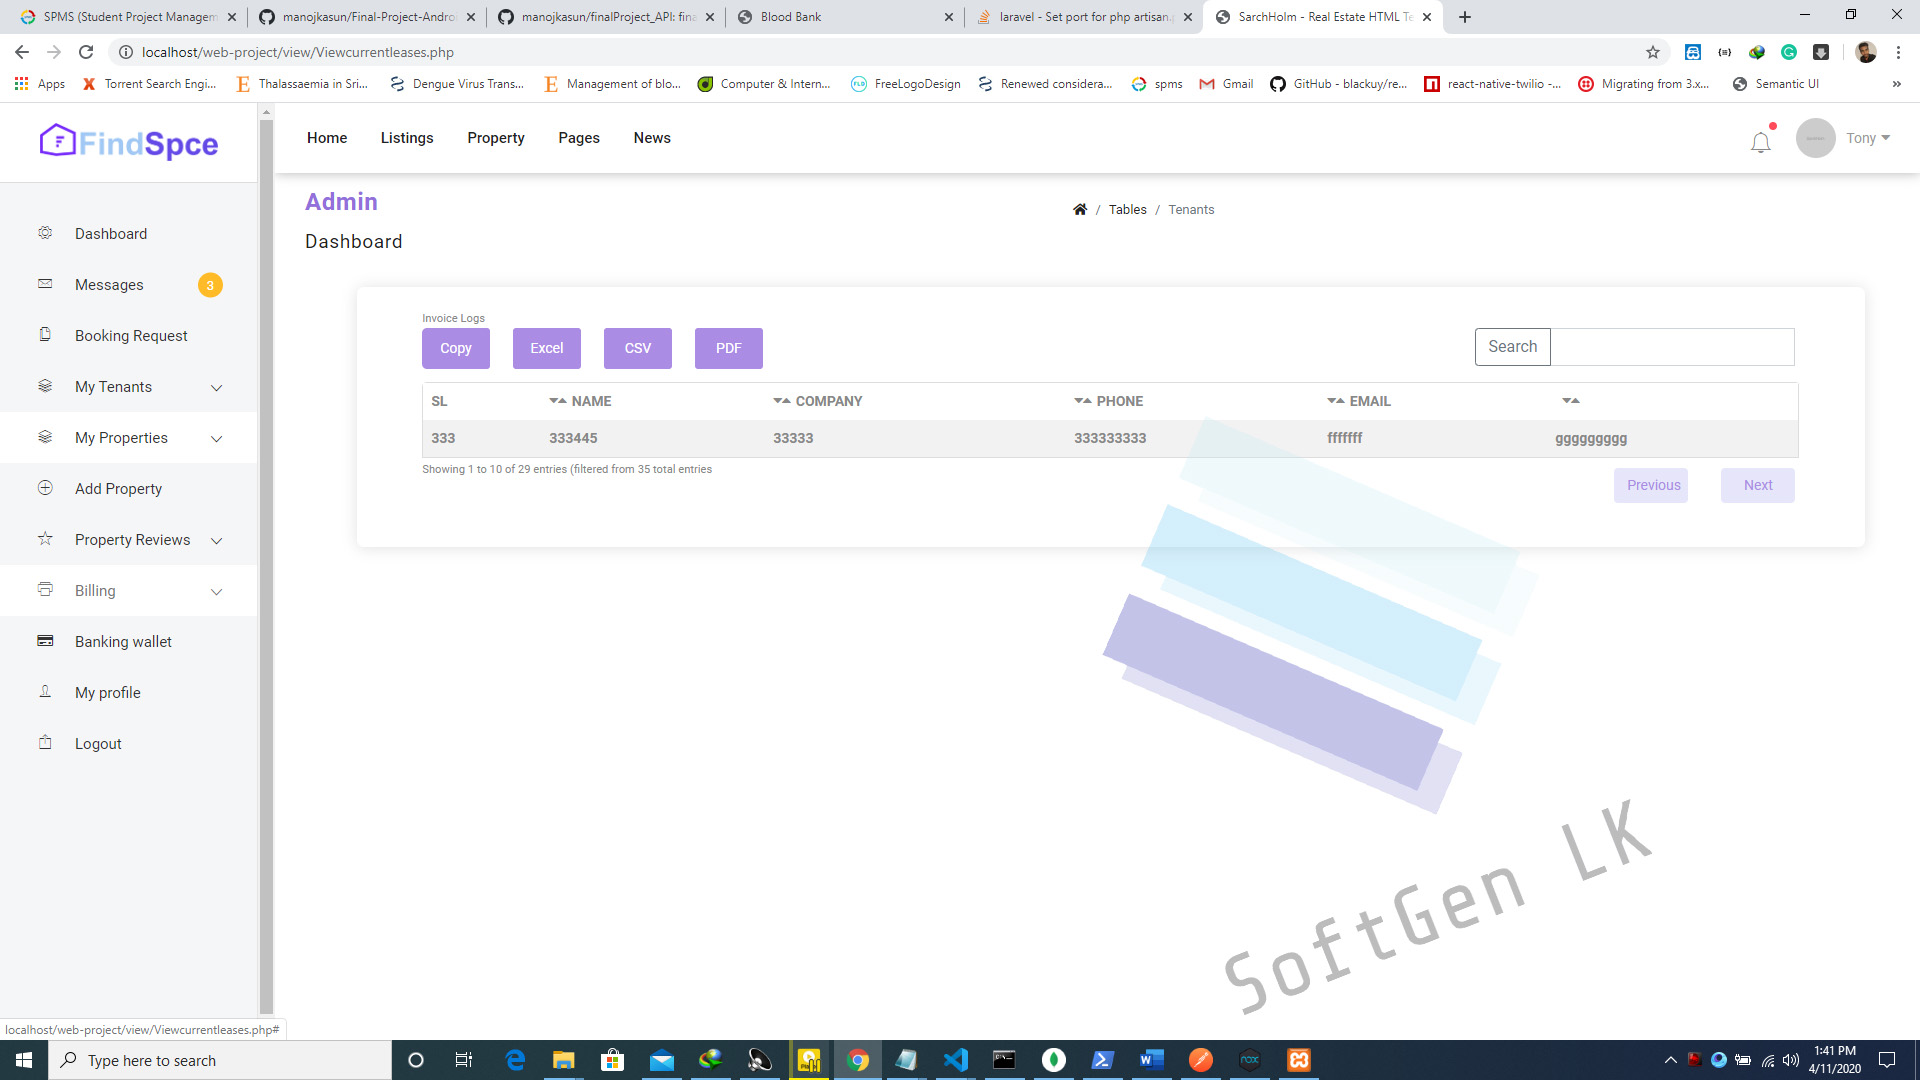 SPMS (Student Project Managem
manojkasun/Final-Project-Androi
manojkasun/finalProject_API: fina
Blood Bank
laravel - Set port for php artisan
SarchHolm - Real Estate HTML Te
localhost/web-project/view/Viewcurrentleases.php
Apps
Torrent Search Engi...
Thalassaemia in Sri...
Dengue Virus Trans...
Management of blo...
Computer & Intern...
FreeLogoDesign
Renewed considera...
spms
Gmail
GitHub - blackuy/re...
react-native-twilio -...
Migrating from 3.x...
Semantic UI
»
FindSpce
Home
Listings
Property
Pages
News
Tony
Admin
/ Tables / Tenants
Dashboard
Dashboard
Messages
3
Booking Request
My Tenants
My Properties
Add Property
Property Reviews
Billing
Banking wallet
My profile
Logout
Invoice Logs
Copy
Excel
CSV
PDF
Search
SL
NAME
COMPANY
PHONE
EMAIL
333
333445
33333
333333333
fffffff
ggggggggg
Showing 1 to 10 of 29 entries (filtered from 35 total entries
Previous
Next
SoftGen LK
localhost/web-project/view/Viewcurrentleases.php#
Type here to search
1:41 PM
4/11/2020